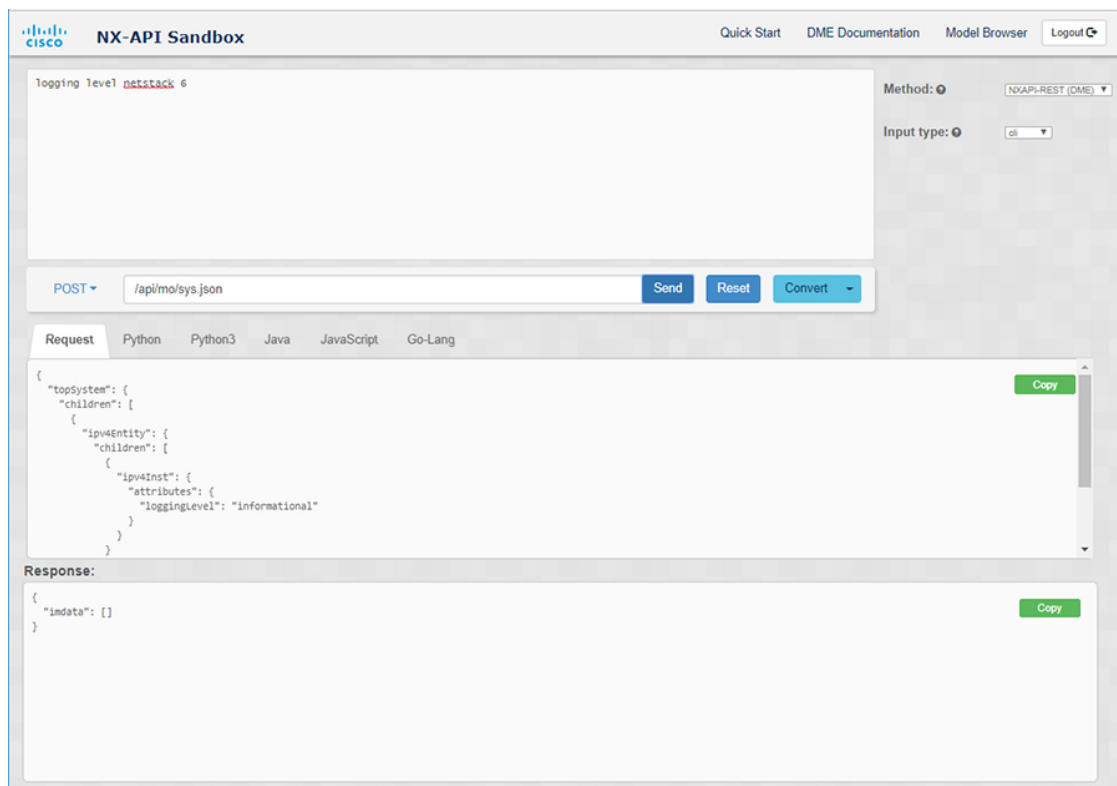 CISCO
NX-API Sandbox
Quick Start
DME Documentation
Model Browser
Logout
logging level netstack 6
Method:
NXAPI-REST (DME)
Input type:
cli
POST
/api/mo/sys.json
Send
Reset
Convert
Request
Python
Python3
Java
JavaScript
Go-Lang
{
"topSystem": {
"children": [
{
"ipv4Entity": {
"children": [
{
"ipv4Inst": {
"attributes": {
"loggingLevel": "informational"
}
}
}
Copy
Response:
{
"imdata": []
}
Copy